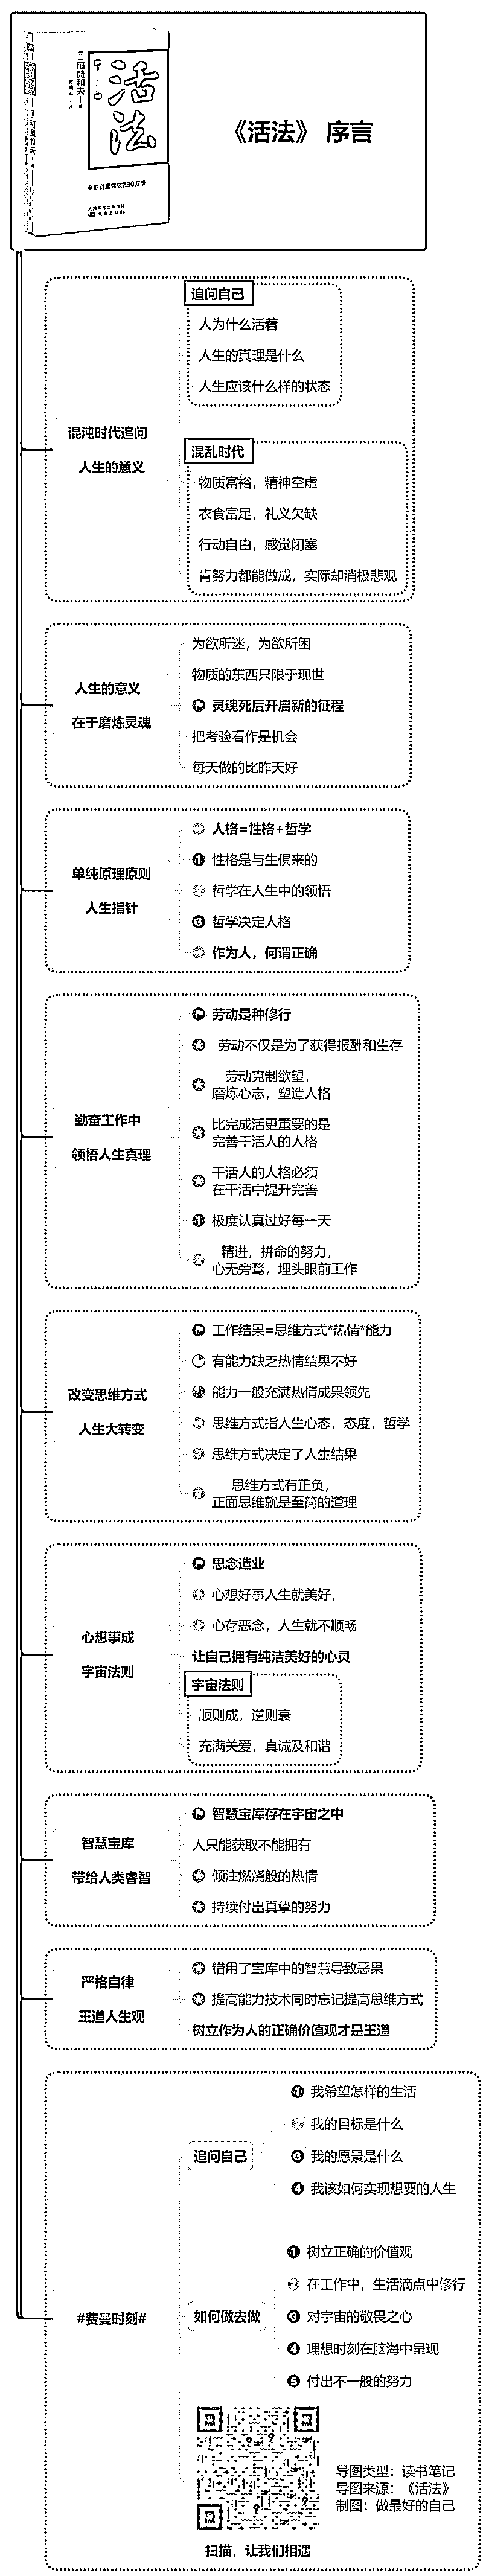 《活法》 序言
[日]稻盛和夫
活法
全球销量突破230万册
东方出版社
混沌时代追问
人生的意义
追问自己
人为什么活着
人生的真理是什么
人生应该什么样的状态
混乱时代
物质富裕，精神空虚
衣食富足，礼义欠缺
行动自由，感觉闭塞
肯努力都能做成，实际却消极悲观
人生的意义
在于磨炼灵魂
为欲所迷，为欲所困
物质的东西只限于现世
灵魂死后开启新的征程
把考验看作是机会
每天做的比昨天好
单纯原理原则
人生指针
人格=性格+哲学
1 性格是与生俱来的
2 哲学在人生中的领悟
3 哲学决定人格
作为人，何谓正确
勤奋工作中
领悟人生真理
劳动是种修行
劳动不仅是为了获得报酬和生存
劳动克制欲望，
磨炼心志，塑造人格
比完成活更重要的是
完善干活人的人格
干活人的人格必须
在干活中提升完善
1 极度认真过好每一天
2 精进，拼命的努力，
心无旁骛，埋头眼前工作
改变思维方式
人生大转变
工作结果=思维方式*热情*能力
有能力缺乏热情结果不好
能力一般充满热情成果领先
思维方式指人生心态，态度，哲学
思维方式决定了人生结果
思维方式有正负，
正面思维就是至简的道理
心想事成
宇宙法则
思念造业
心想好事人生就美好，
心存恶念，人生就不顺畅
让自己拥有纯洁美好的心灵
宇宙法则
顺则成，逆则衰
充满关爱，真诚及和谐
智慧宝库
带给人类睿智
智慧宝库存在宇宙之中
人只能获取不能拥有
倾注燃烧般的热情
持续付出真挚的努力
严格自律
王道人生观
错用了宝库中的智慧导致恶果
提高能力技术同时忘记提高思维方式
树立作为人的正确价值观才是王道
#费曼时刻#
追问自己
1 我希望怎样的生活
2 我的目标是什么
3 我的愿景是什么
4 我该如何实现想要的人生
如何做去做
1 树立正确的价值观
2 在工作中，生活滴点中修行
3 对宇宙的敬畏之心
4 理想时刻在脑海中呈现
5 付出不一般的努力
导图类型：读书笔记
导图来源：《活法》
制图：做最好的自己
扫描，让我们相遇